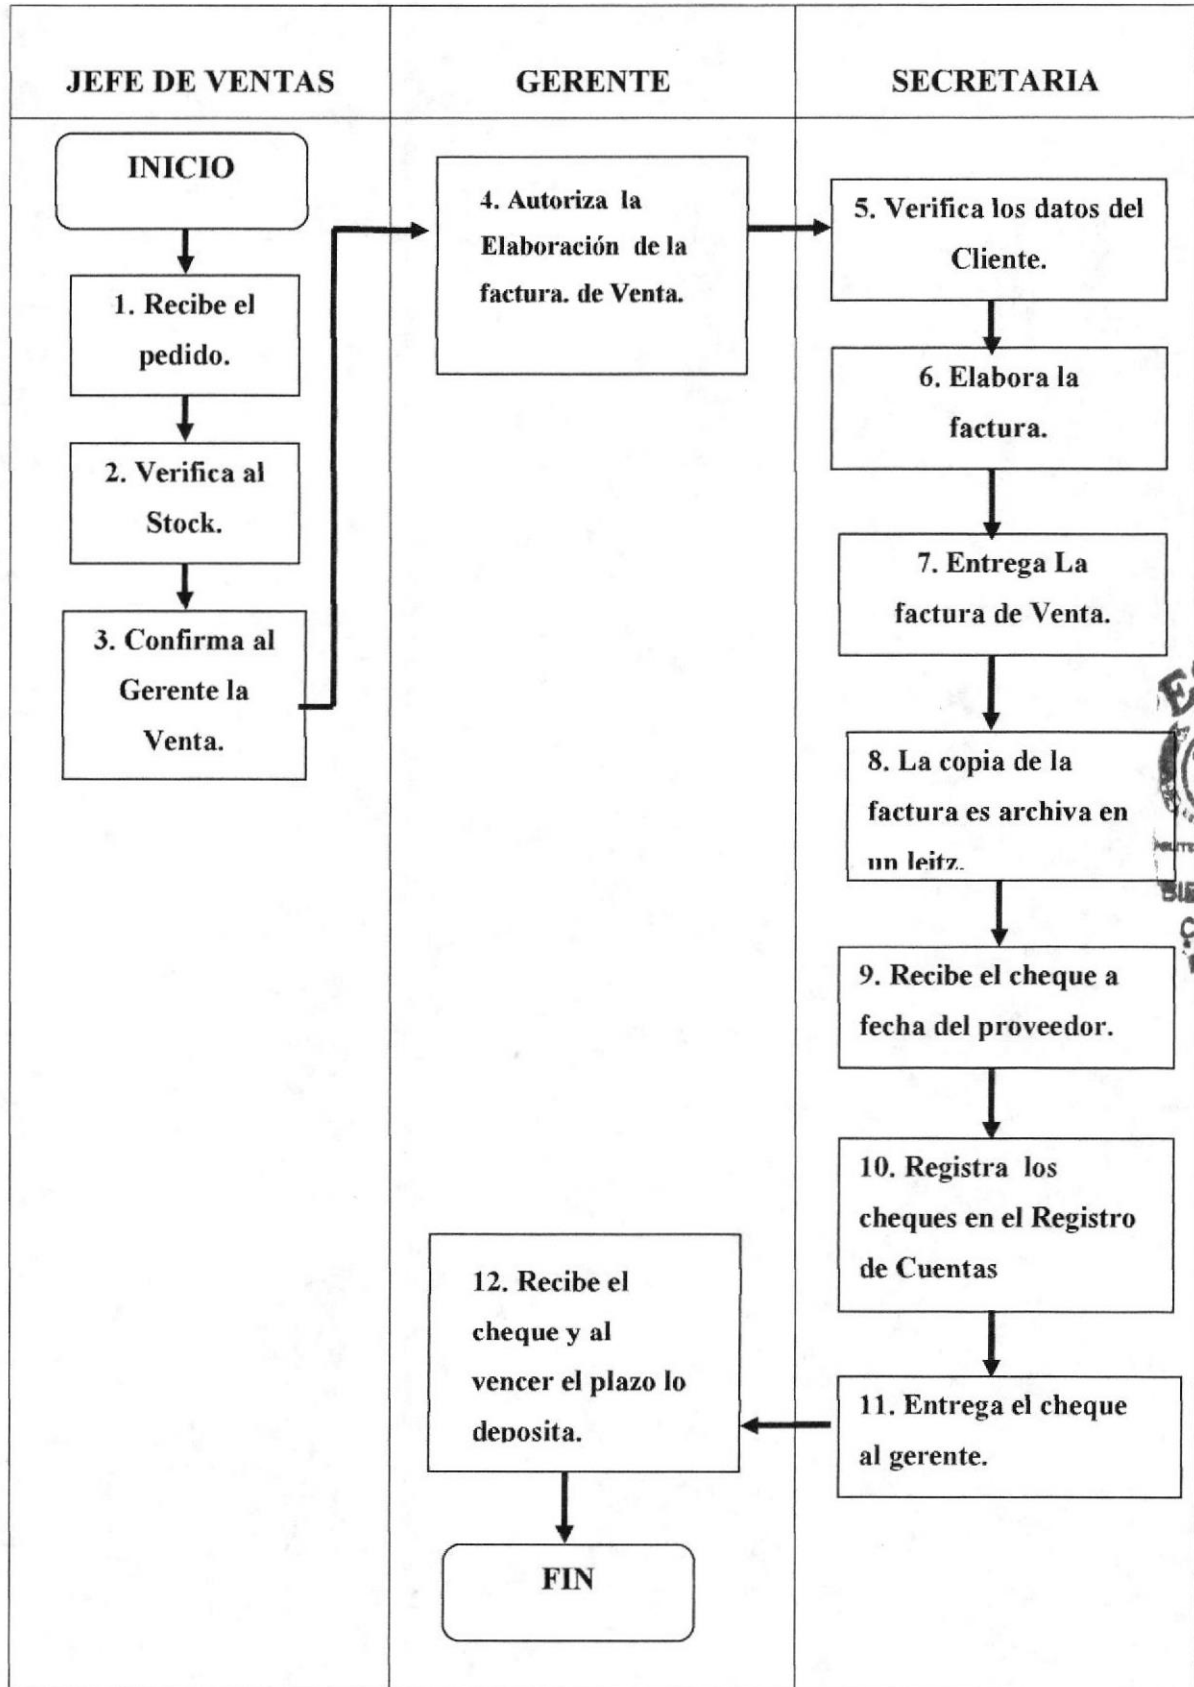 JEFE DE VENTAS
GERENTE
SECRETARIA
INICIO
1. Recibe el
pedido.
2. Verifica al
Stock.
3. Confirma al
Gerente la
Venta.
4. Autoriza la
Elaboración de la
factura. de Venta.
5. Verifica los datos del
Cliente.
6. Elabora la
factura.
7. Entrega La
factura de Venta.
8. La copia de la
factura es archiva en
un leitz.
9. Recibe el cheque a
fecha del proveedor.
10. Registra los
cheques en el Registro
de Cuentas
11. Entrega el cheque
al gerente.
12. Recibe el
cheque y al
vencer el plazo lo
deposita.
FIN